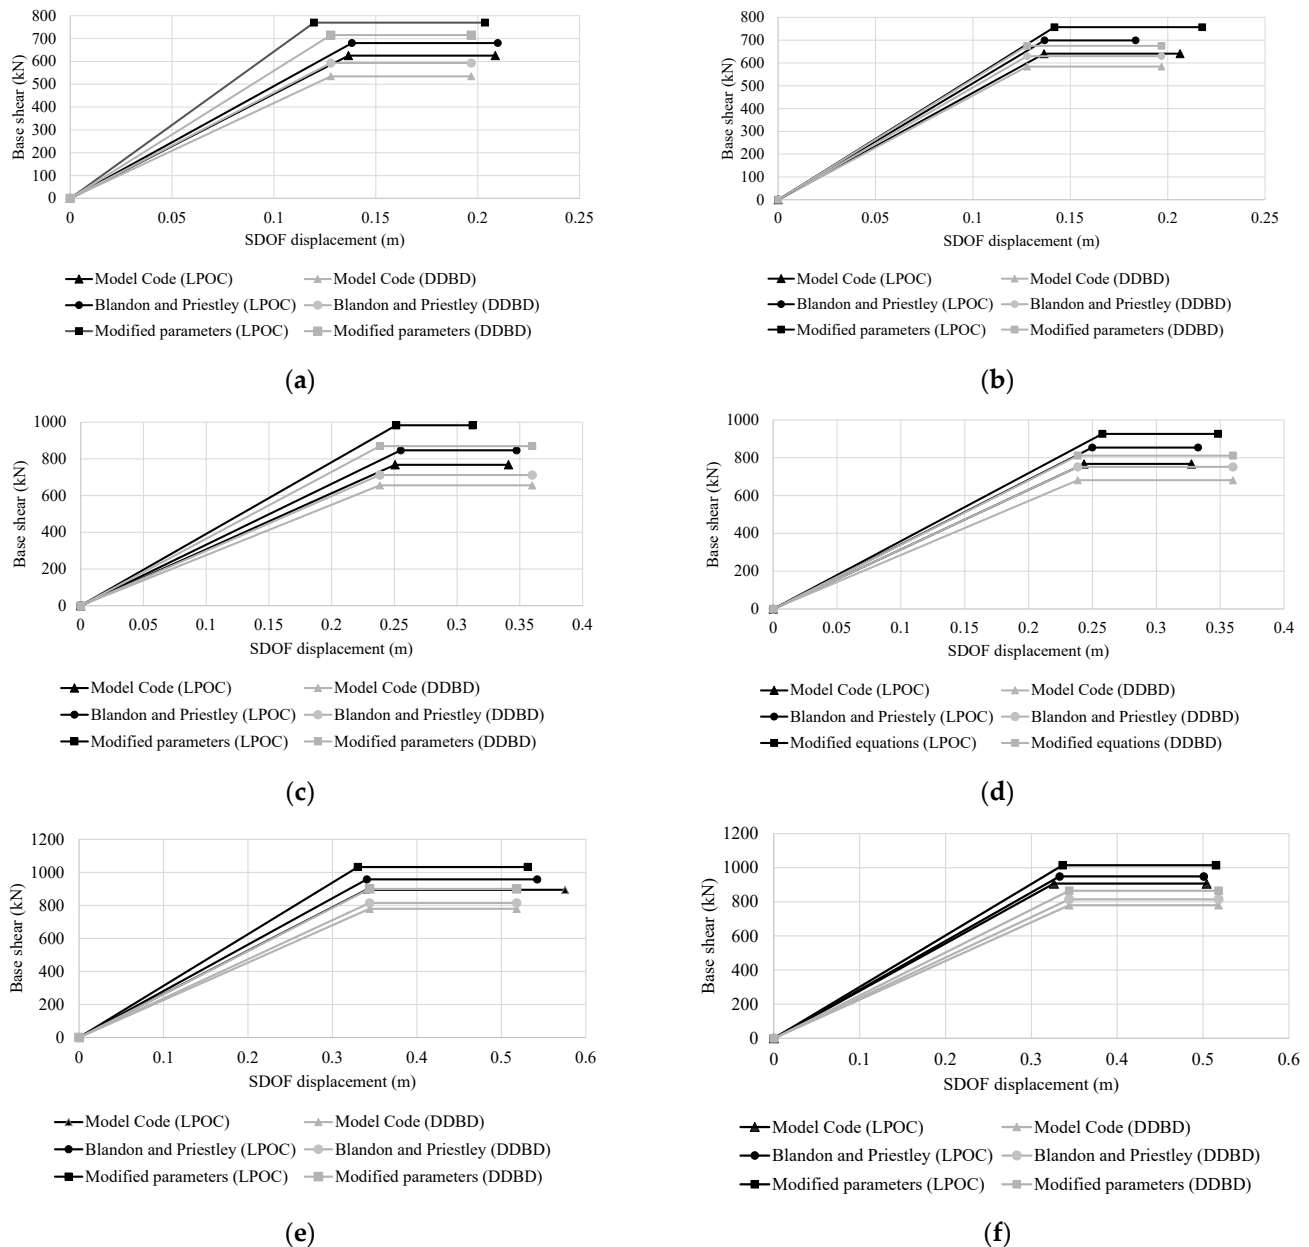 800
700
600
500
400
300
200
100
0
Base shear (kN)
0 0.05 0.1 0.15 0.2 0.25
SDOF displacement (m)
Model Code (LPOC) Model Code (DDBD)
Blandon and Priestley (LPOC) Blandon and Priestley (DDBD)
Modified parameters (LPOC) Modified parameters (DDBD)
(a)
800
700
600
500
400
300
200
100
0
Base shear (kN)
0 0.05 0.1 0.15 0.2 0.25
SDOF displacement (m)
Model Code (LPOC) Model Code (DDBD)
Blandon and Priestley (LPOC) Blandon and Priestley (DDBD)
Modified parameters (LPOC) Modified parameters (DDBD)
(b)
1000
800
600
400
200
0
Base shear (kN)
0 0.05 0.1 0.15 0.2 0.25 0.3 0.35 0.4
SDOF displacement (m)
Model Code (LPOC) Model Code (DDBD)
Blandon and Priestley (LPOC) Blandon and Priestley (DDBD)
Modified parameters (LPOC) Modified parameters (DDBD)
(c)
1000
800
600
400
200
0
Base shear (kN)
0 0.05 0.1 0.15 0.2 0.25 0.3 0.35 0.4
SDOF displacement (m)
Model Code (LPOC) Model Code (DDBD)
Blandon and Priestely (LPOC) Blandon and Priestley (DDBD)
Modified equations (LPOC) Modified equations (DDBD)
(d)
1200
1000
800
600
400
200
0
Base shear (kN)
0 0.1 0.2 0.3 0.4 0.5 0.6
SDOF displacement (m)
Model Code (LPOC) Model Code (DDBD)
Blandon and Priestley (LPOC) Blandon and Priestley (DDBD)
Modified parameters (LPOC) Modified parameters (DDBD)
(e)
1200
1000
800
600
400
200
0
Base shear (kN)
0 0.1 0.2 0.3 0.4 0.5 0.6
SDOF displacement (m)
Model Code (LPOC) Model Code (DDBD)
Blandon and Priestley (LPOC) Blandon and Priestley (DDBD)
Modified parameters (LPOC) Modified parameters (DDBD)
(f)